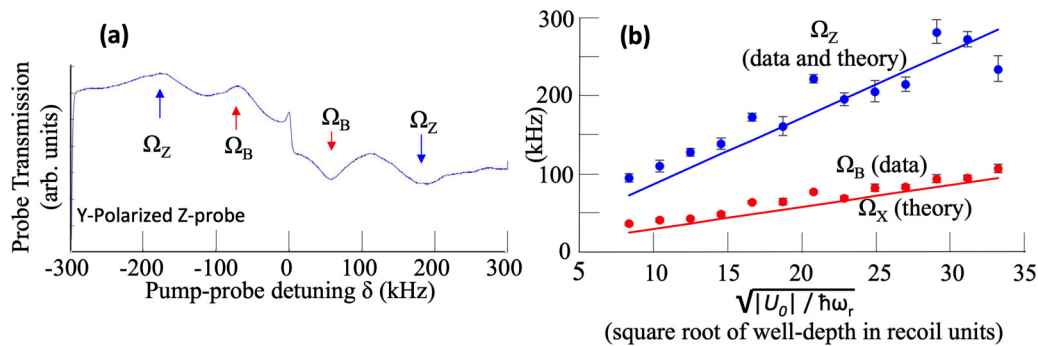 (a)
Ω_Z
Ω_B
Ω_B
Ω_Z
Y-Polarized Z-probe
Probe Transmission
(arb. units)
-300 -200 -100 0 100 200 300
Pump-probe detuning δ (kHz)
(b)
Ω_Z
(data and theory)
Ω_B (data)
Ω_X (theory)
300
200
100
0
(kHz)
5 10 15 20 25 30 35
√|U_0| / ħω_r
(square root of well-depth in recoil units)